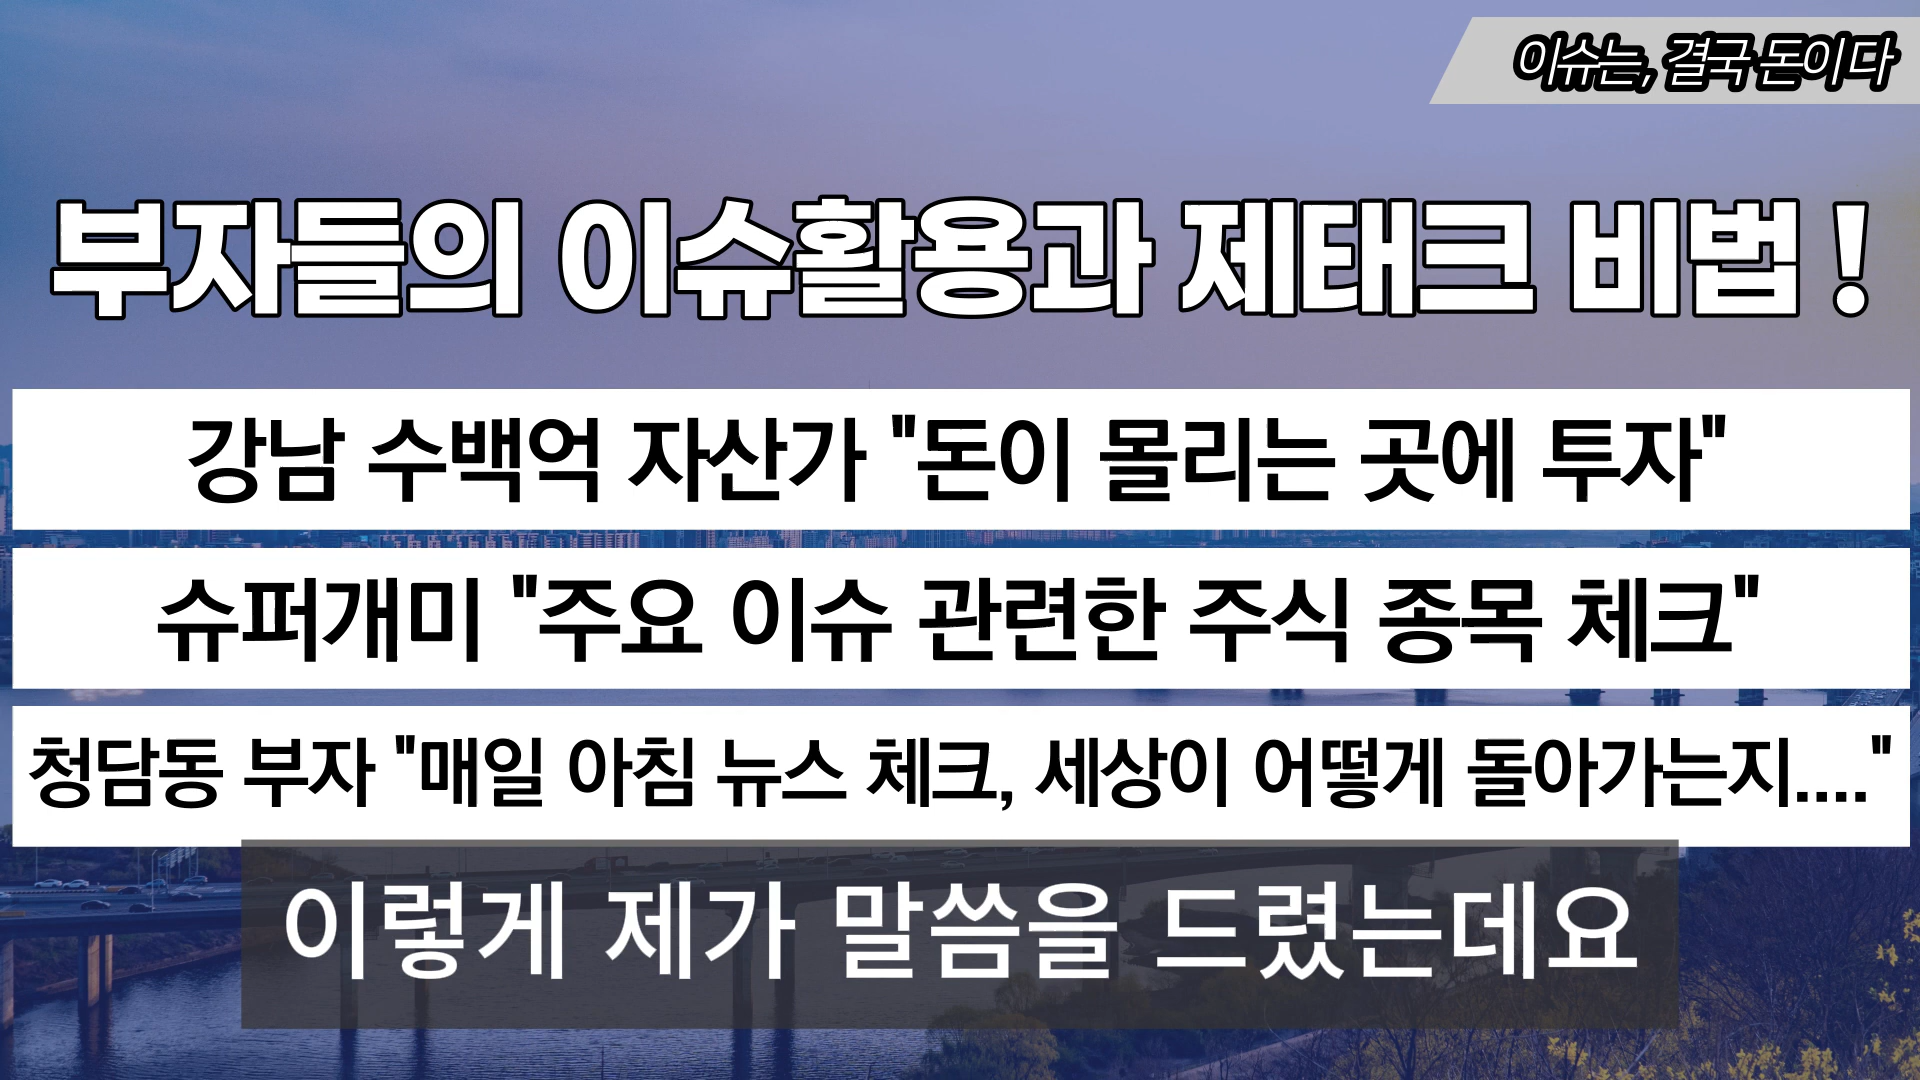 이슈는, 결국 돈이다
부자들의 이슈활용과 제태크 비법 !
강남 수백억 자산가 "돈이 몰리는 곳에 투자"
슈퍼개미 "주요 이슈 관련한 주식 종목 체크"
청담동 부자 "매일 아침 뉴스 체크, 세상이 어떻게 돌아가는지...."
이렇게 제가 말씀을 드렸는데요